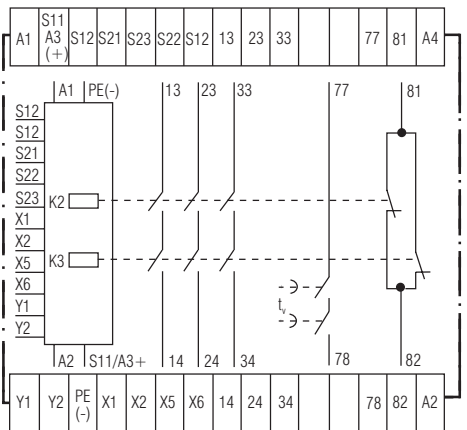 A1 S11 A3 (+) S12 S21 S23 S22 S12 13 23 33 77 81 A4
A1 PE(-) 13 23 33 77 81
S12
S12
S21
S22
S23
K2
X1
X2
X5
K3
X6
Y1
Y2
tv
A2 S11/A3+ 14 24 34 78 82
Y1 Y2 PE (-) X1 X2 X5 X6 14 24 34 78 82 A2